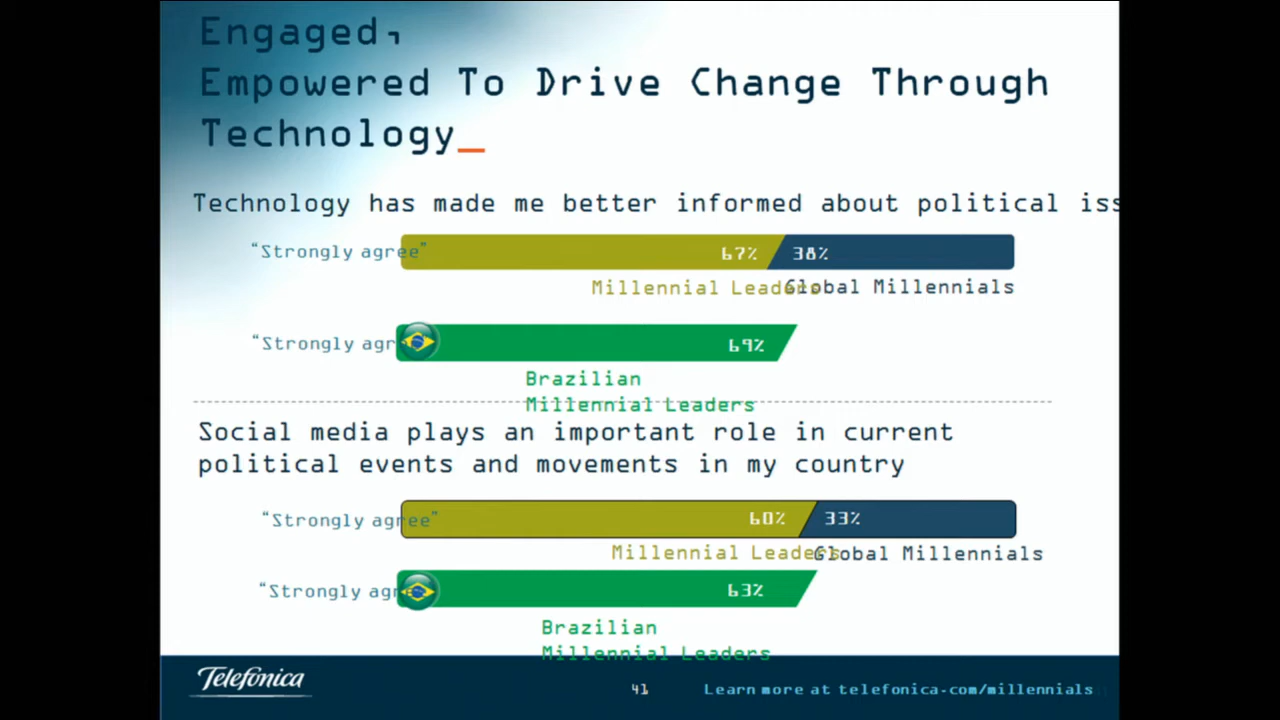 Engaged,
Empowered To Drive Change Through
Technology_
Technology has made me better informed about political iss
“Strongly agree”
67% 38%
Millennial Leaders Global Millennials
“Strongly agr
69%
Brazilian
Millennial Leaders
Social media plays an important role in current
political events and movements in my country
“Strongly agree”
60% 33%
Millennial Leaders Global Millennials
“Strongly agre
63%
Brazilian
Millennial Leaders
Telefónica
41
Learn more at telefonica.com/millennials